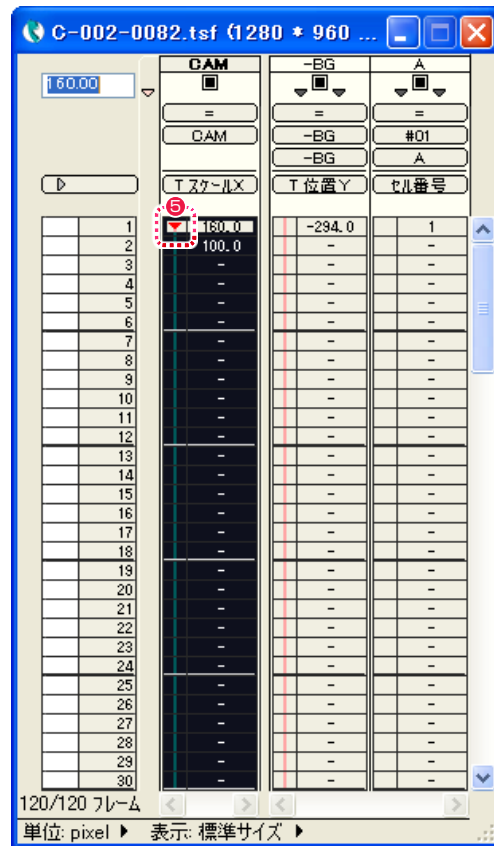 C-002-0082.tsf (1280 * 960 ...
CAM -BG A
160.00
= = =
CAM -BG #01
-BG A
TスケールX T位置Y セル番号
5
1 160.0 -294.0 1
2 100.0 - -
3 - - -
4 - - -
5 - - -
6 - - -
7 - - -
8 - - -
9 - - -
10 - - -
11 - - -
12 - - -
13 - - -
14 - - -
15 - - -
16 - - -
17 - - -
18 - - -
19 - - -
20 - - -
21 - - -
22 - - -
23 - - -
24 - - -
25 - - -
26 - - -
27 - - -
28 - - -
29 - - -
30 - - -
120/120 フレーム
単位: pixel 表示: 標準サイズ